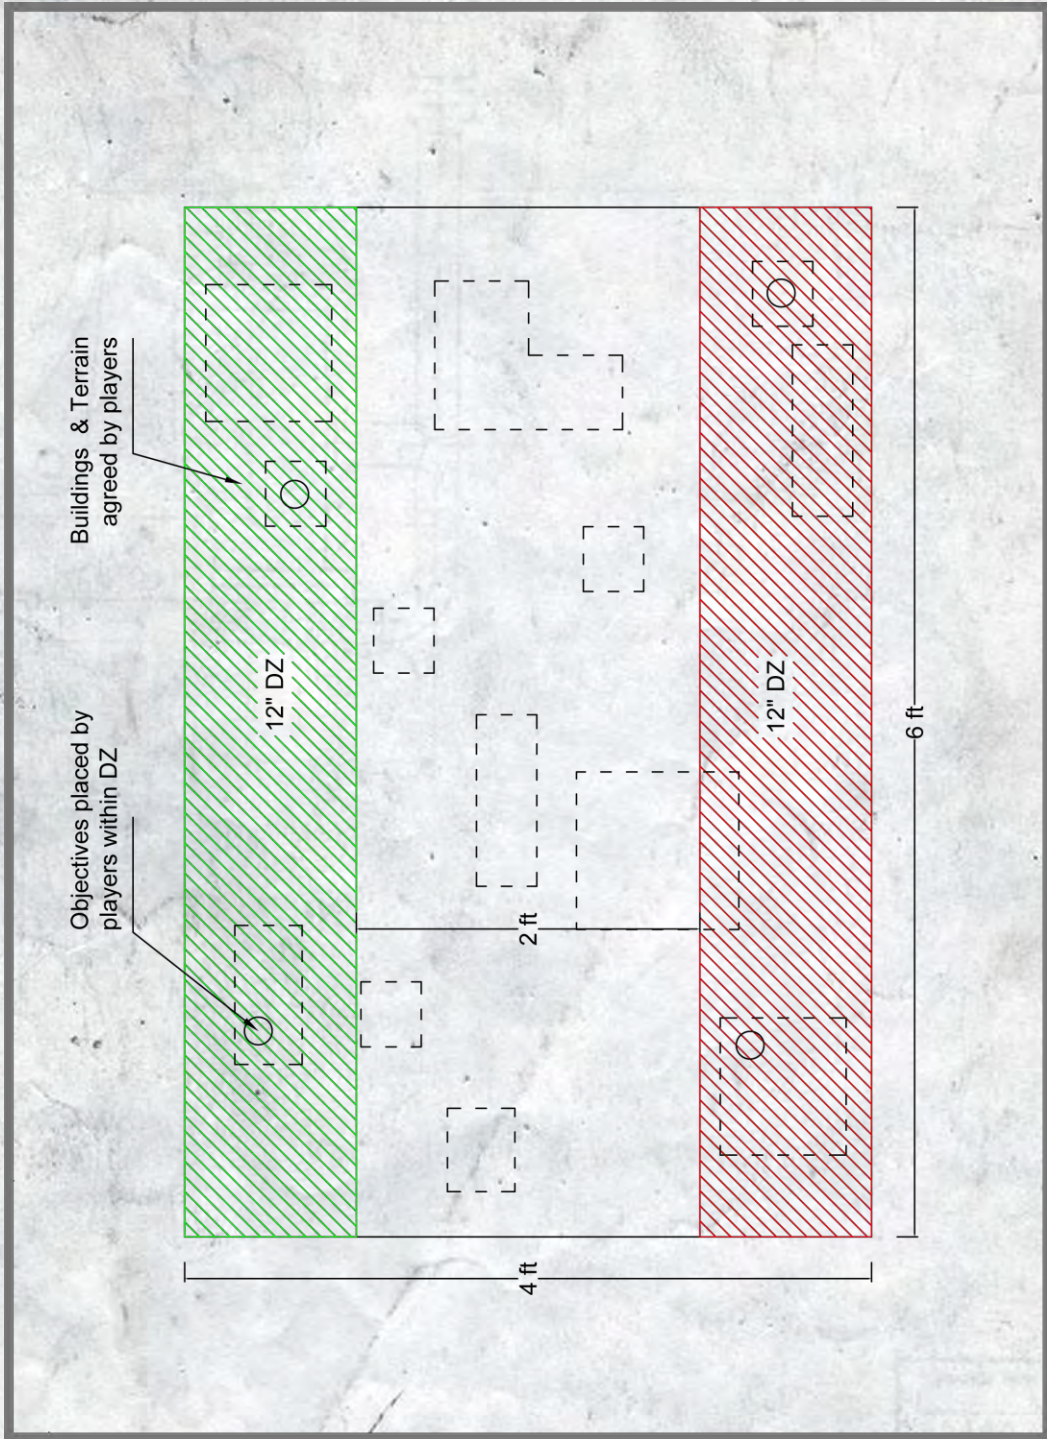 Buildings & Terrain
agreed by players
Objectives placed by
players within DZ
12" DZ
12" DZ
2 ft
6 ft
4 ft